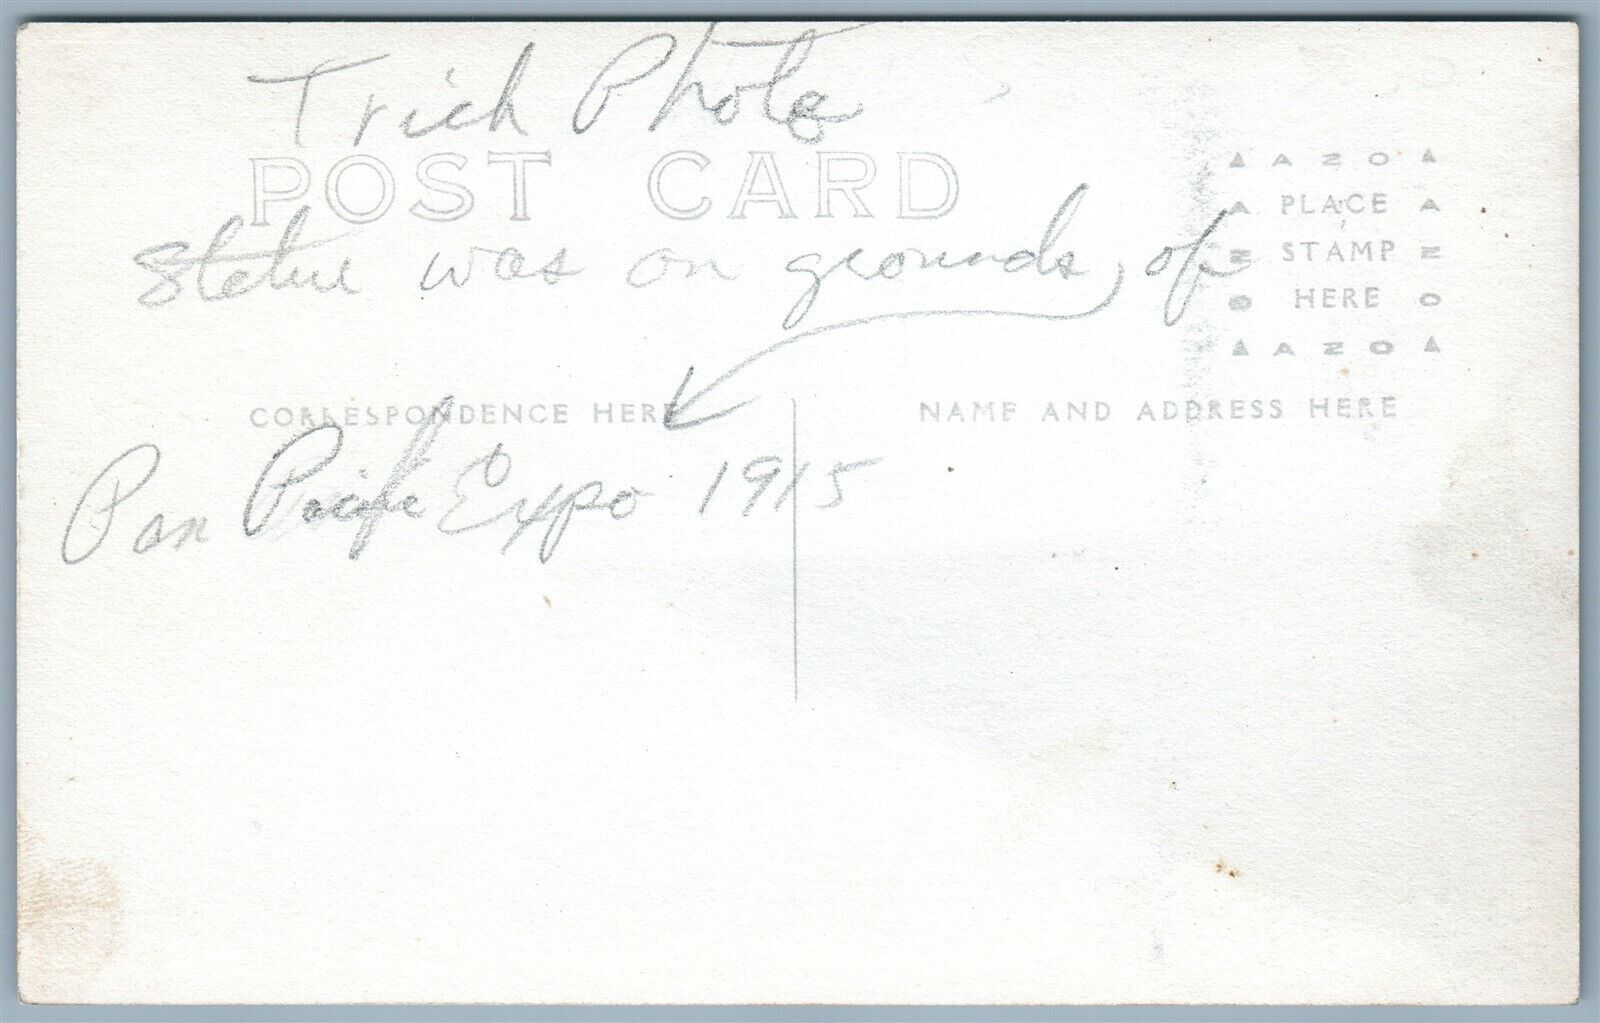 Trick Photo
POST CARD
Statue was on grounds, of
AZO
PLACE
STAMP
HERE
AZO
CORRESPONDENCE HERE
NAME AND ADDRESS HERE
Pan Pacific Expo 1915